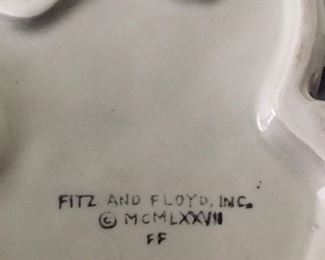 FITZ AND FLOYD, INC.
© MCMLXXVII
FF